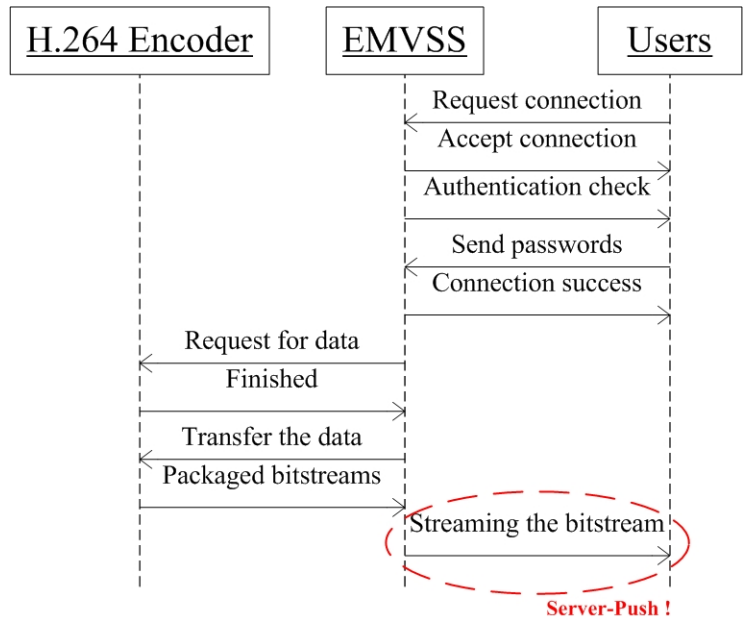 H.264 Encoder
EMVSS
Users
Request connection
Accept connection
Authentication check
Send passwords
Connection success
Request for data
Finished
Transfer the data
Packaged bitstreams
Streaming the bitstream
Server-Push !